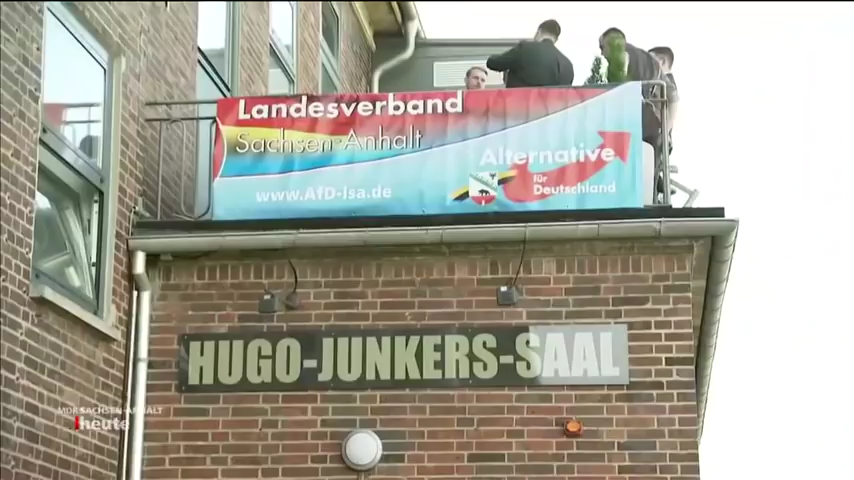 Landesverband
Sachsen-Anhalt
www.AfD-lsa.de
Alternative
für
Deutschland
HUGO-JUNKERS-SAAL
MDR SACHSEN-ANHALT
heute